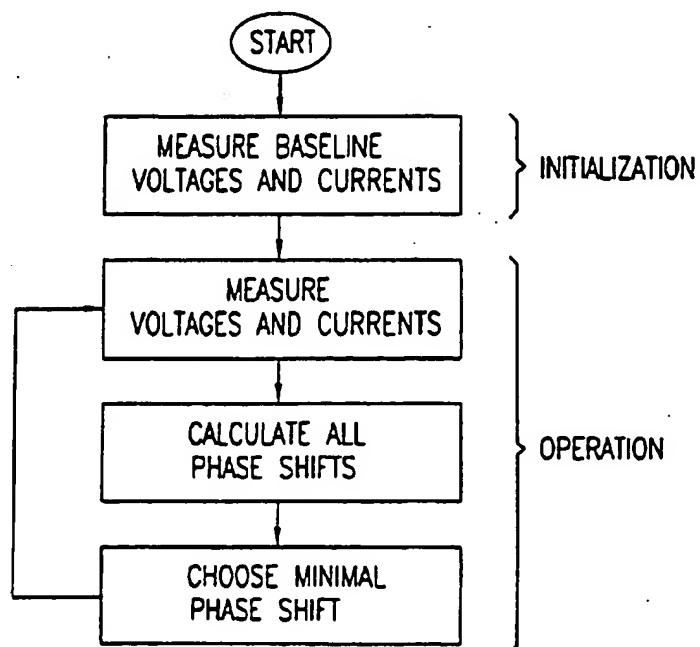 START
MEASURE BASELINE
VOLTAGES AND CURRENTS
INITIALIZATION
MEASURE
VOLTAGES AND CURRENTS
CALCULATE ALL
PHASE SHIFTS
OPERATION
CHOOSE MINIMAL
PHASE SHIFT